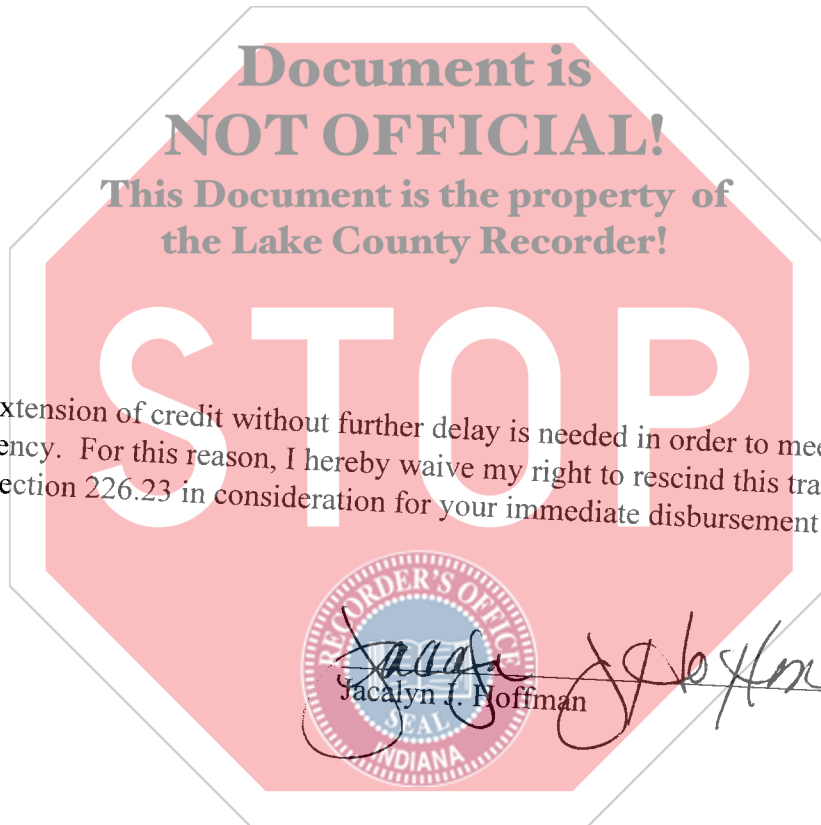 Document is
NOT OFFICIAL!
This Document is the property of
the Lake County Recorder!
STOP
xtension of credit without further delay is needed in order to mee
ency. For this reason, I hereby waive my right to rescind this tra
ection 226.23 in consideration for your immediate disbursement
RECORDER'S OFFICE
Jacalyn J. Hoffman
SEAL
INDIANA